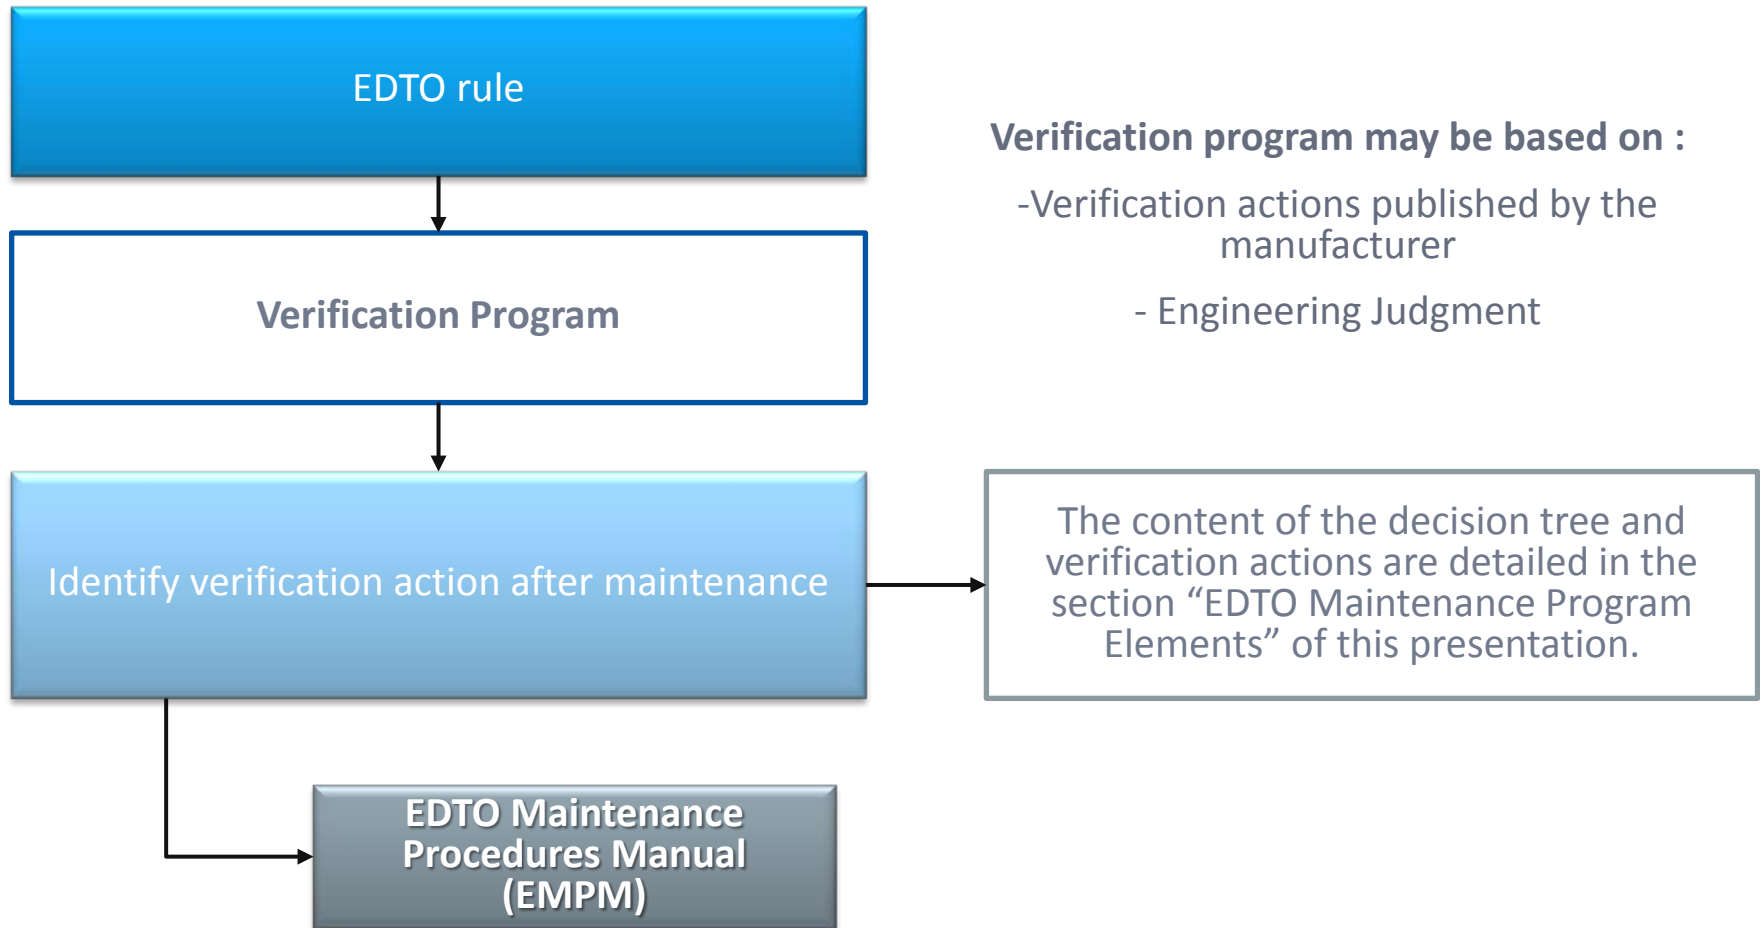 EDTO rule
Verification program may be based on :
-Verification actions published by the
manufacturer
- Engineering Judgment
Verification Program
Identify verification action after maintenance
The content of the decision tree and
verification actions are detailed in the
section “EDTO Maintenance Program
Elements” of this presentation.
EDTO Maintenance
Procedures Manual
(EMPM)